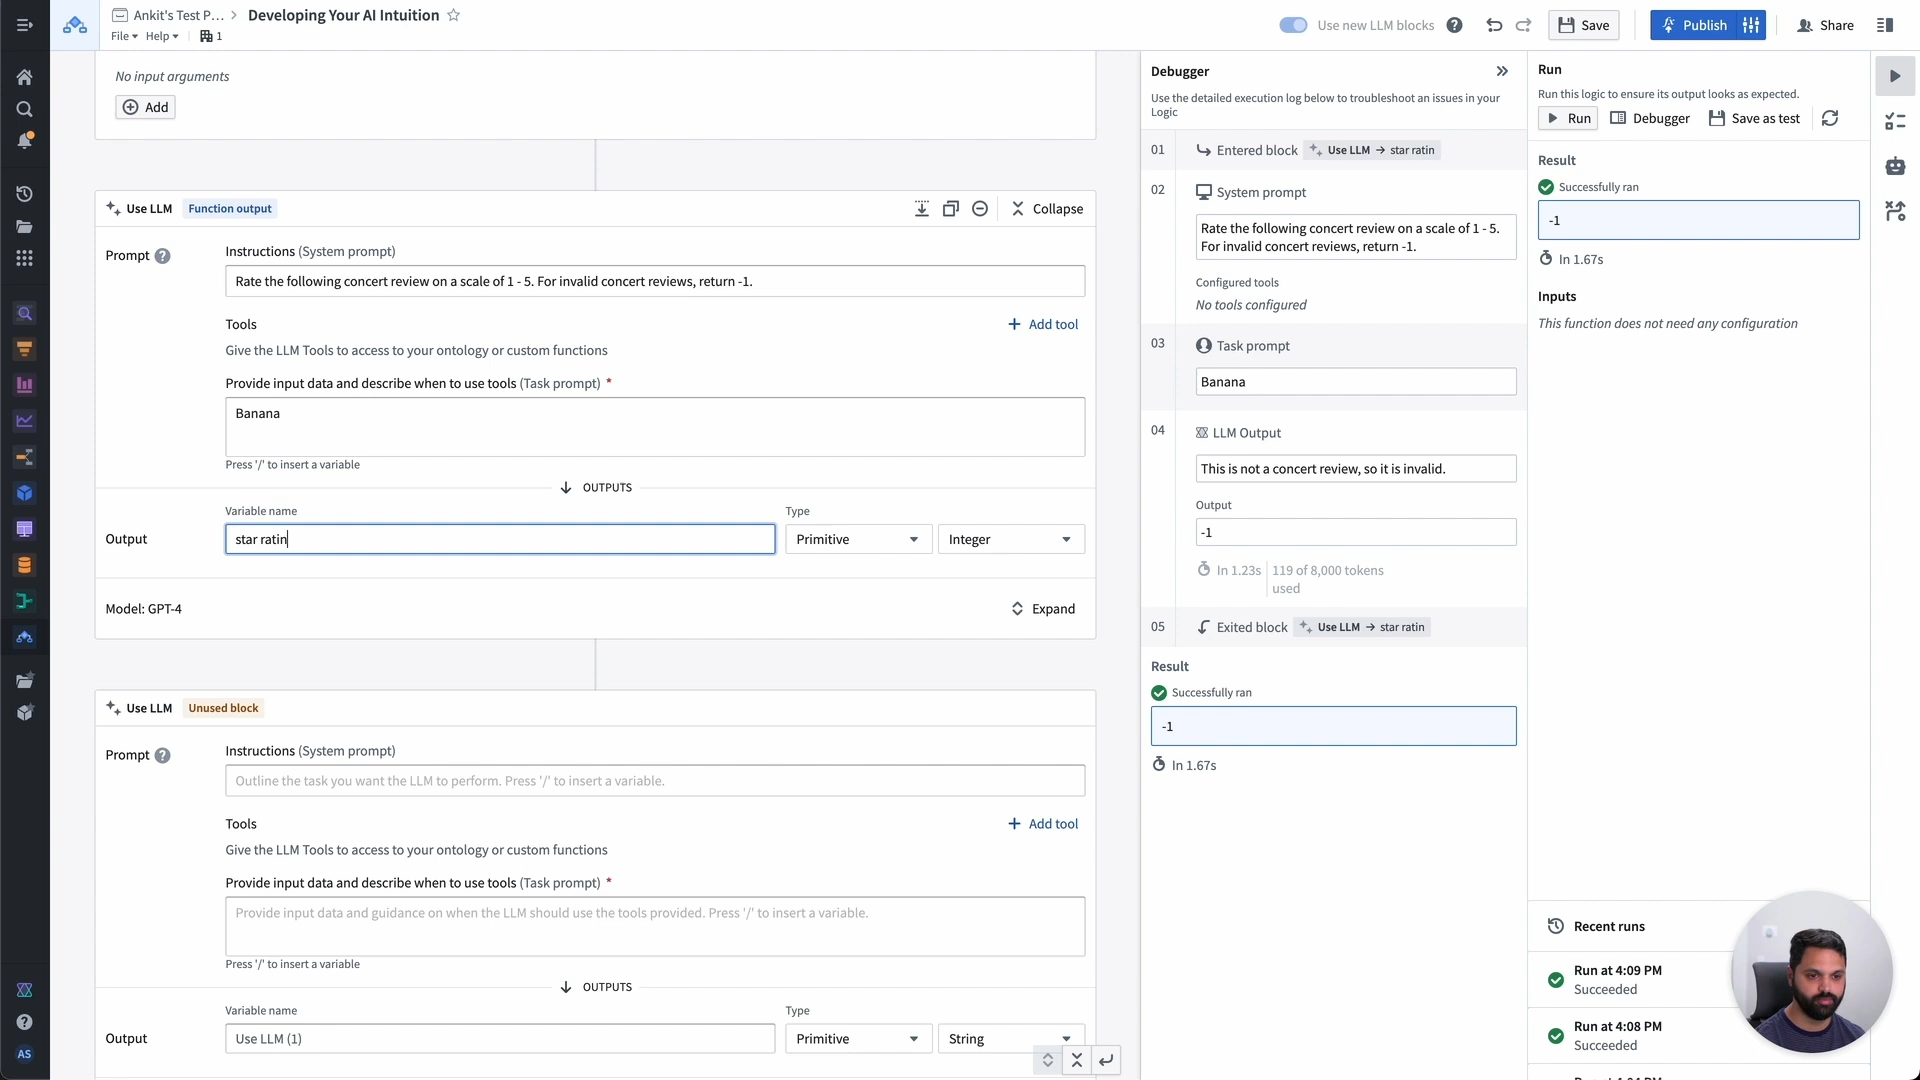 Ankit's Test P... > Developing Your AI Intuition
File Help 1
Use new LLM blocks
Save
Publish
Share
No input arguments
Add
Use LLM Function output
Collapse
Prompt
Instructions (System prompt)
Rate the following concert review on a scale of 1 - 5. For invalid concert reviews, return -1.
Tools
Add tool
Give the LLM Tools to access to your ontology or custom functions
Provide input data and describe when to use tools (Task prompt) *
Banana
Press '/' to insert a variable
OUTPUTS
Variable name
Type
Output
star ratin
Primitive
Integer
Model: GPT-4
Expand
Use LLM Unused block
Prompt
Instructions (System prompt)
Outline the task you want the LLM to perform. Press '/' to insert a variable.
Tools
Add tool
Give the LLM Tools to access to your ontology or custom functions
Provide input data and describe when to use tools (Task prompt) *
Provide input data and guidance on when the LLM should use the tools provided. Press '/' to insert a variable.
Press '/' to insert a variable
OUTPUTS
Variable name
Type
Output
Use LLM (1)
Primitive
String
Debugger
Use the detailed execution log below to troubleshoot an issues in your
Logic
01 Entered block Use LLM → star ratin
02 System prompt
Rate the following concert review on a scale of 1 - 5.
For invalid concert reviews, return -1.
Configured tools
No tools configured
03 Task prompt
Banana
04 LLM Output
This is not a concert review, so it is invalid.
Output
-1
In 1.23s 119 of 8,000 tokens
used
05 Exited block Use LLM → star ratin
Result
Successfully ran
-1
In 1.67s
Run
Run this logic to ensure its output looks as expected.
Run Debugger Save as test
Result
Successfully ran
-1
In 1.67s
Inputs
This function does not need any configuration
Recent runs
Run at 4:09 PM
Succeeded
Run at 4:08 PM
Succeeded
AS